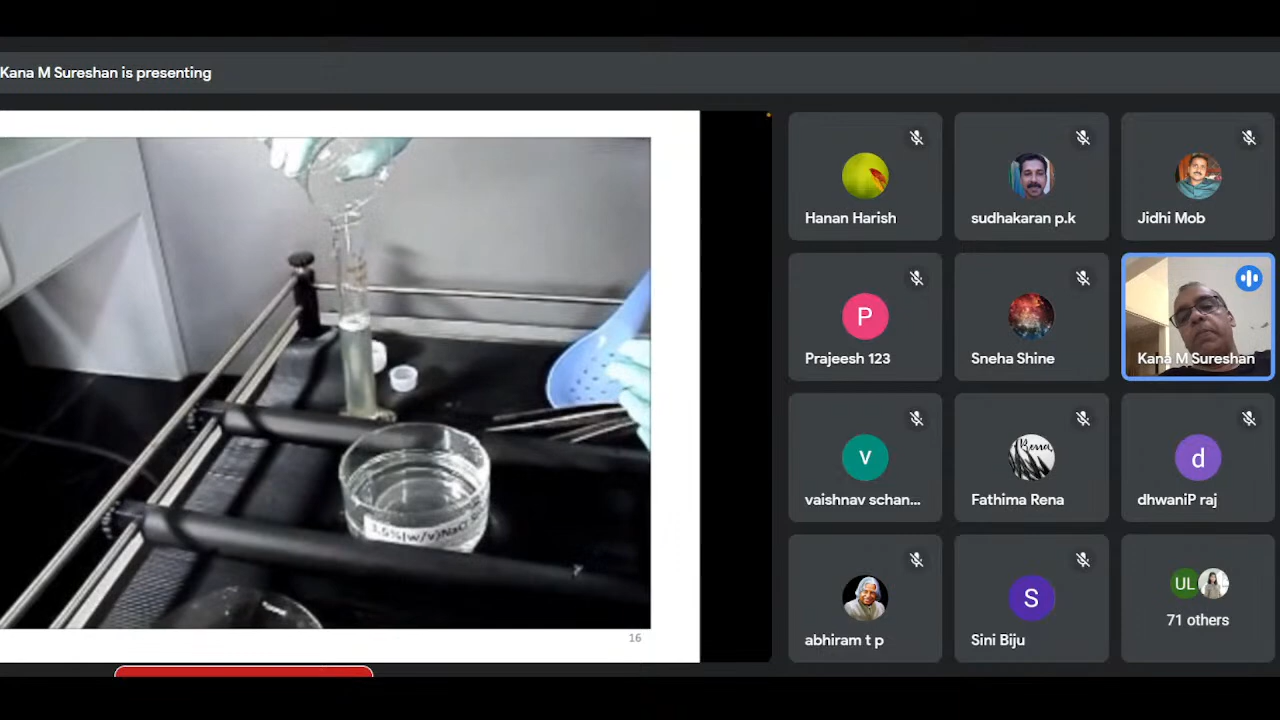 Kana M Sureshan is presenting
Hanan Harish
sudhakaran p.k
Jidhi Mob
P
Prajeesh 123
Sneha Shine
Kana M Sureshan
v
vaishnav schan...
Fathima Rena
d
dhwaniP raj
abhiram t p
S
Sini Biju
UL
71 others
(w/v)NaCl
16